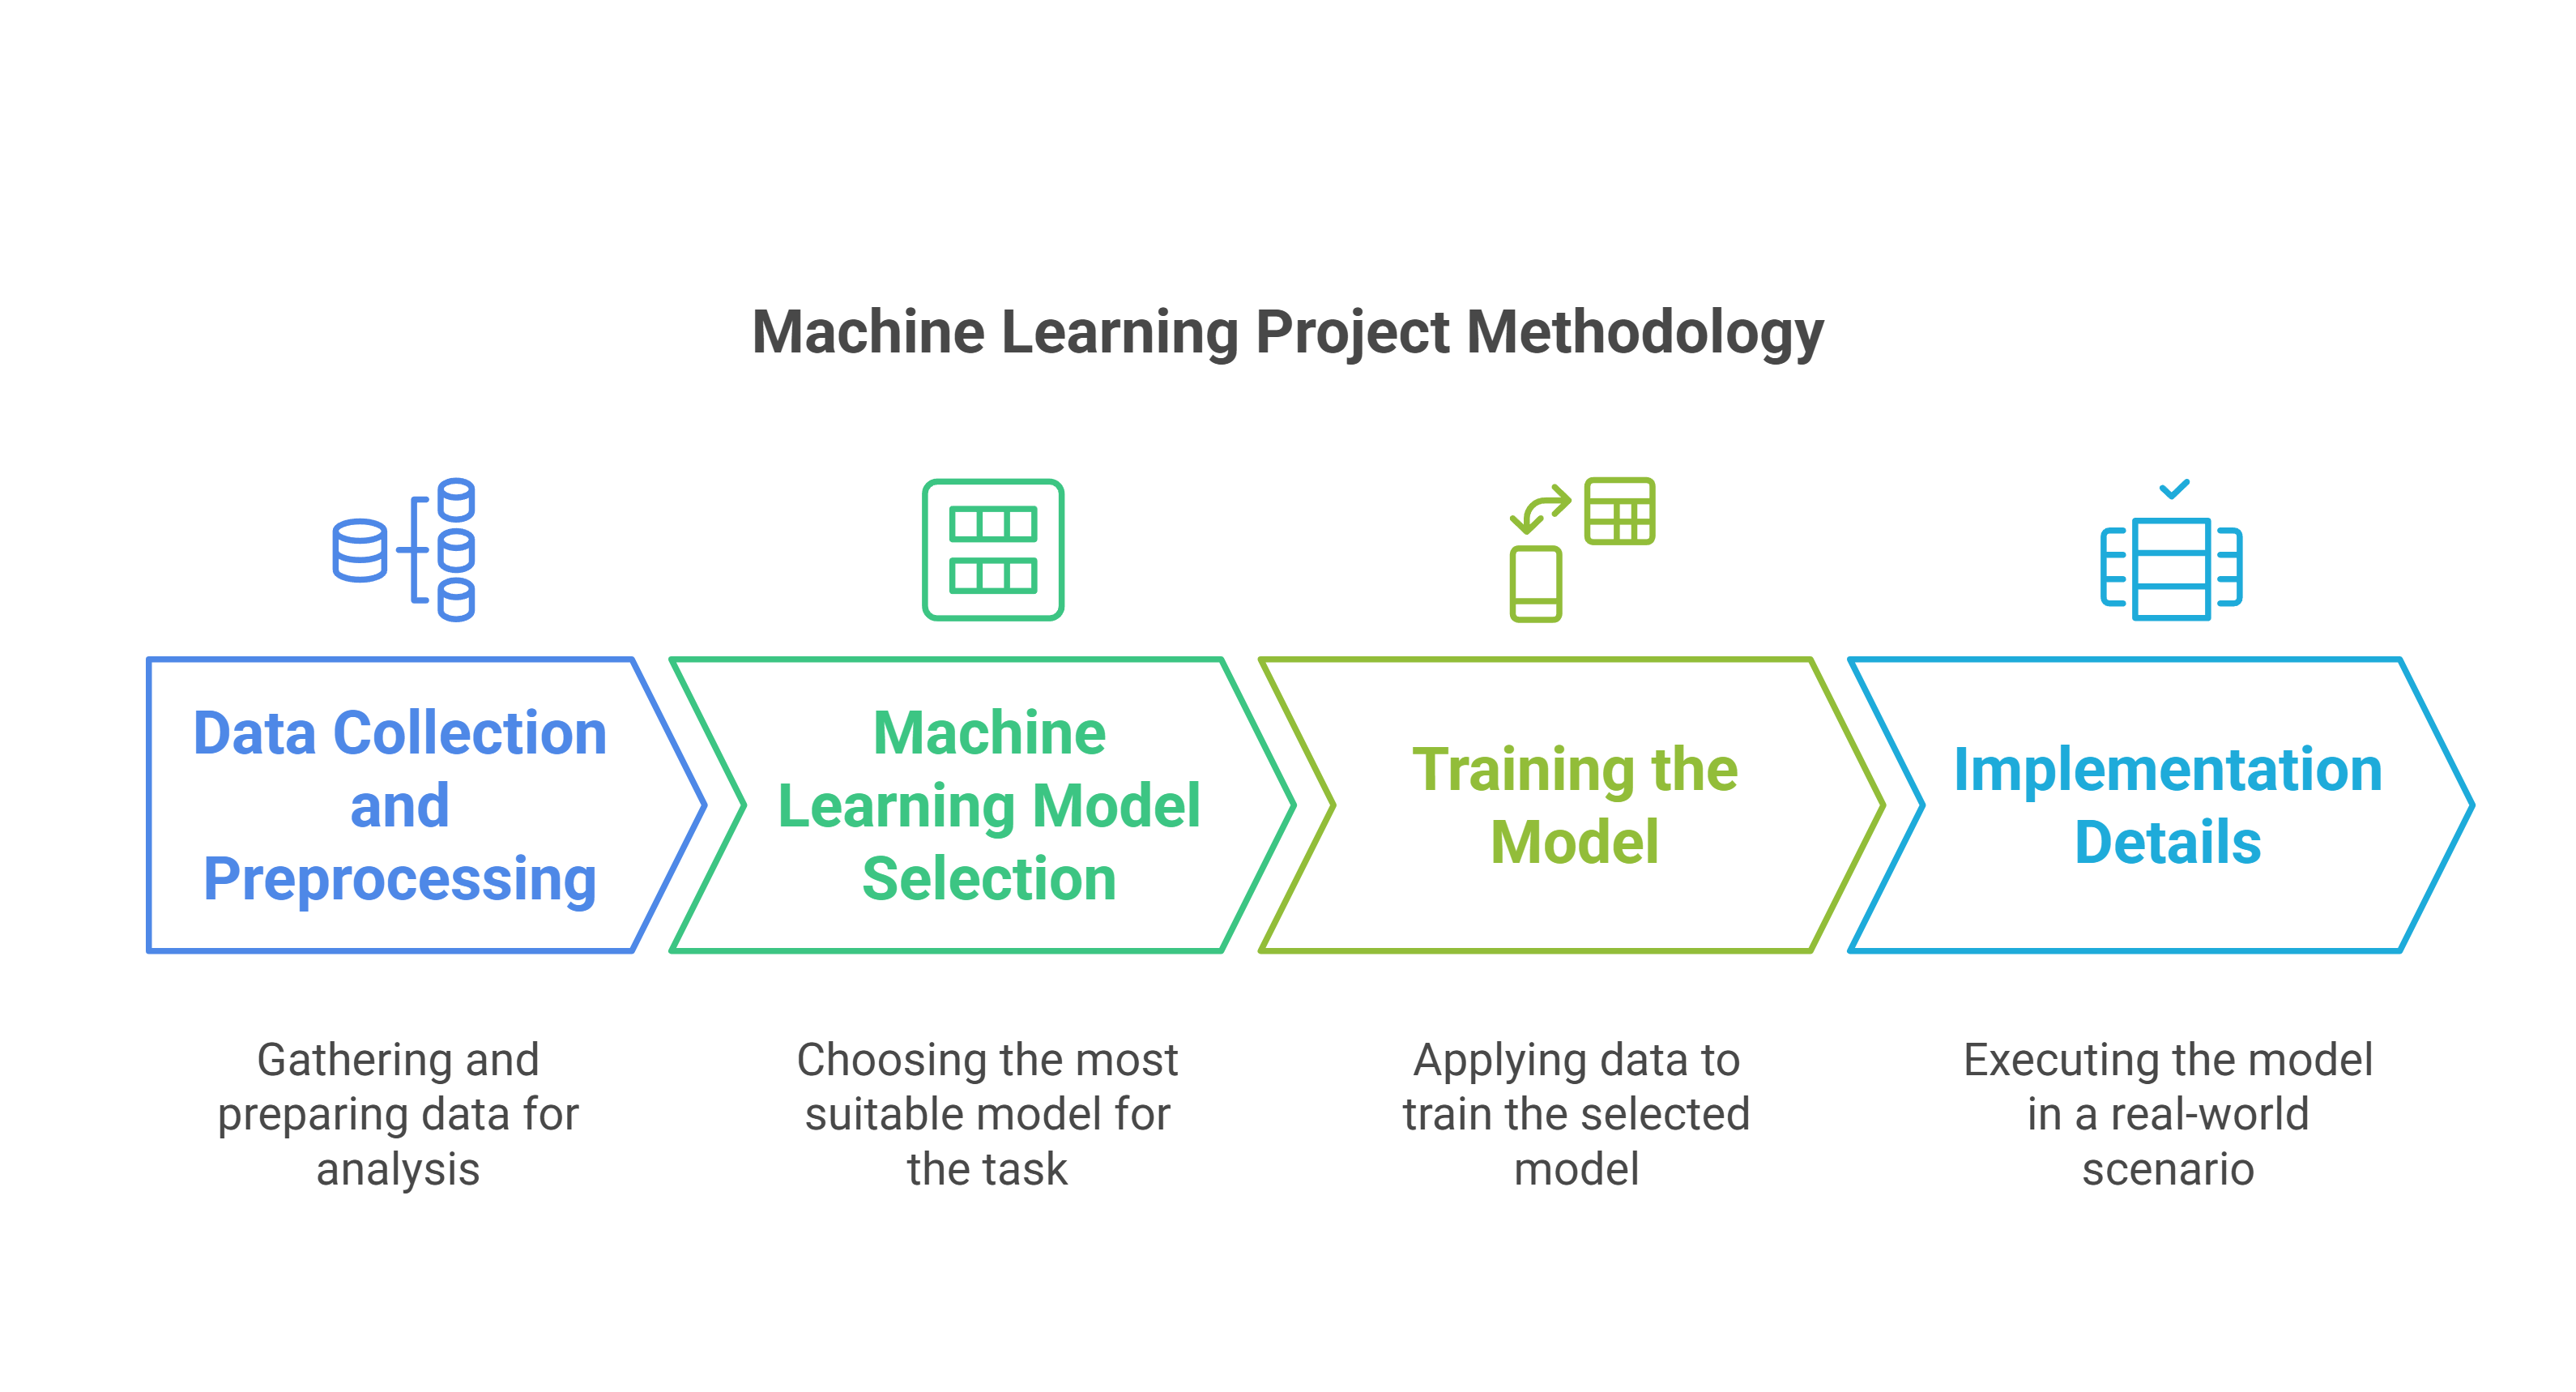 Machine Learning Project Methodology
Data Collection
and
Preprocessing
Machine
Learning Model
Selection
Training the
Model
Implementation
Details
Gathering and
preparing data for
analysis
Choosing the most
suitable model for
the task
Applying data to
train the selected
model
Executing the model
in a real-world
scenario